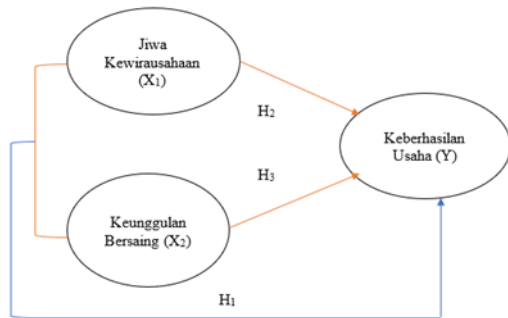 Jiwa
Kewirausahaan
(X₁)
H₂
Keberhasilan
Usaha (Y)
H₃
Keunggulan
Bersaing (X₂)
H₁